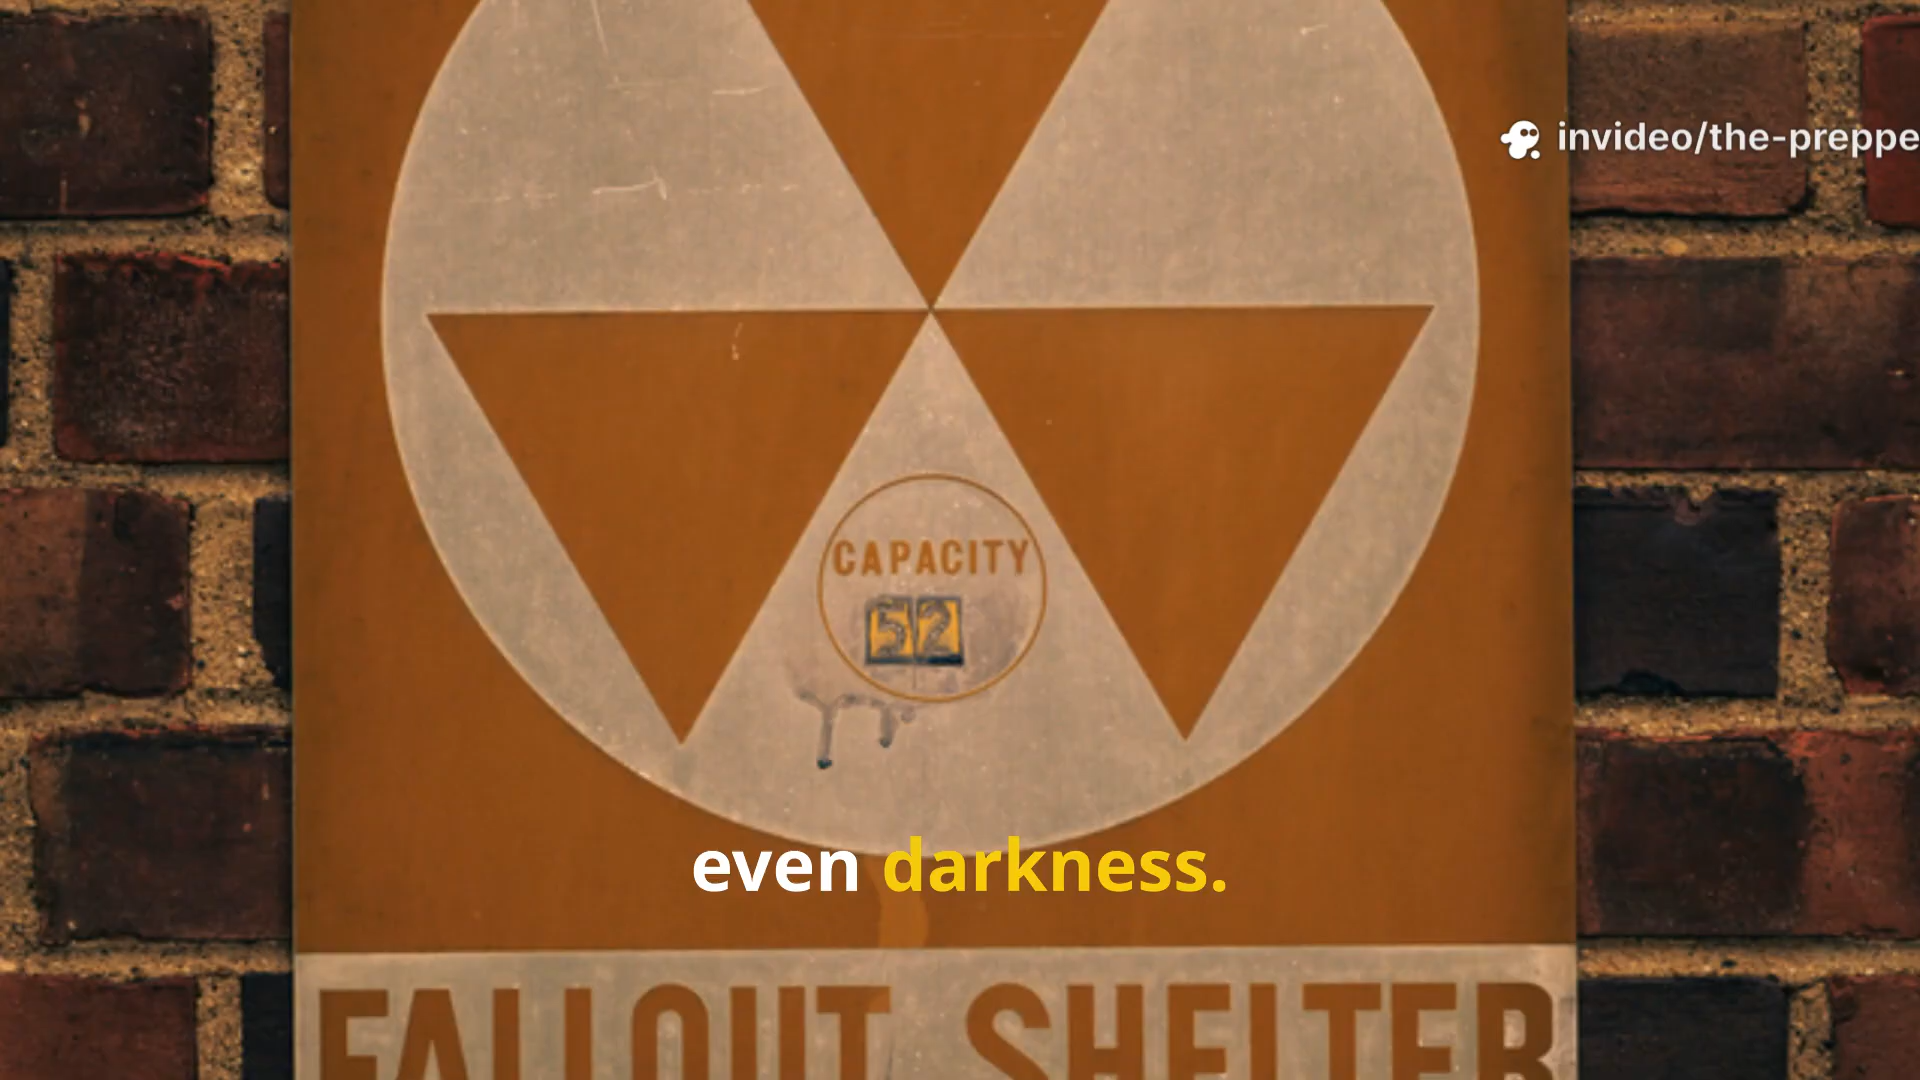 invideo/the-preppe
CAPACITY
52
even darkness.
FALLOUT SHELTER